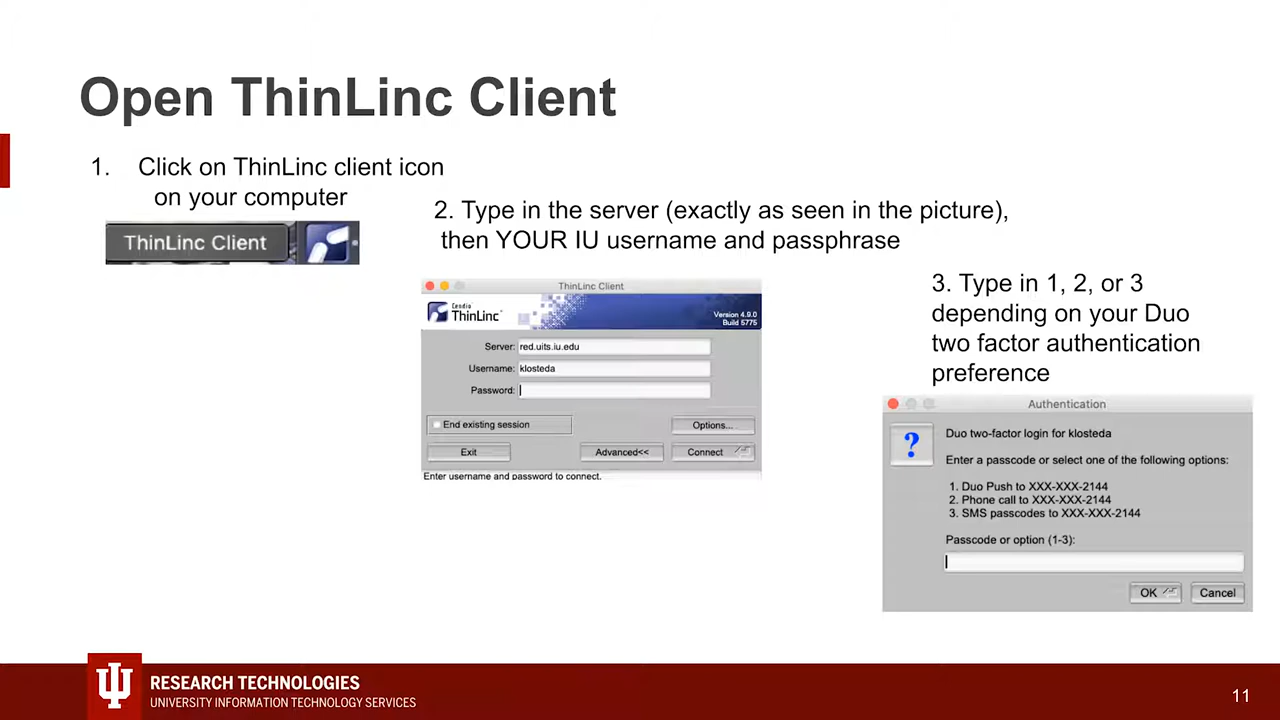 Open ThinLinc Client
1. Click on ThinLinc client icon
on your computer
ThinLinc Client
2. Type in the server (exactly as seen in the picture),
then YOUR IU username and passphrase
ThinLinc Client
Cendio
ThinLinc
Version 4.9.0
Build 5775
Server: red.uits.iu.edu
Username: klosteda
Password:
End existing session
Options...
Exit
Advanced<<
Connect
Enter username and password to connect.
3. Type in 1, 2, or 3
depending on your Duo
two factor authentication
preference
Authentication
?
Duo two-factor login for klosteda
Enter a passcode or select one of the following options:
1. Duo Push to XXX-XXX-2144
2. Phone call to XXX-XXX-2144
3. SMS passcodes to XXX-XXX-2144
Passcode or option (1-3):
OK
Cancel
RESEARCH TECHNOLOGIES
UNIVERSITY INFORMATION TECHNOLOGY SERVICES
11